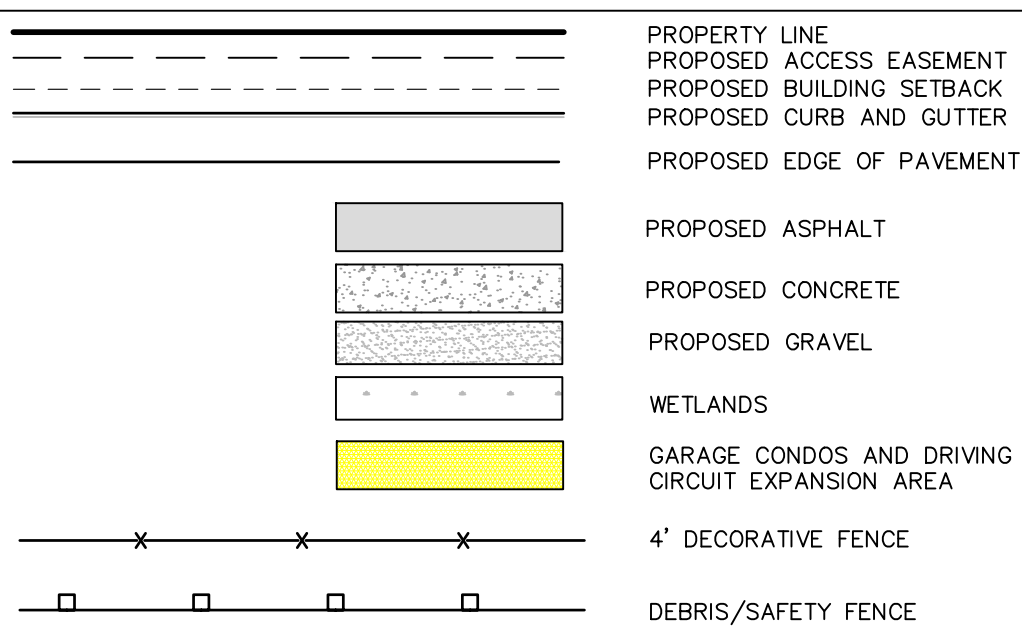 PROPERTY LINE
PROPOSED ACCESS EASEMENT
PROPOSED BUILDING SETBACK
PROPOSED CURB AND GUTTER
PROPOSED EDGE OF PAVEMENT
PROPOSED ASPHALT
PROPOSED CONCRETE
PROPOSED GRAVEL
WETLANDS
GARAGE CONDOS AND DRIVING
CIRCUIT EXPANSION AREA
4' DECORATIVE FENCE
DEBRIS/SAFETY FENCE